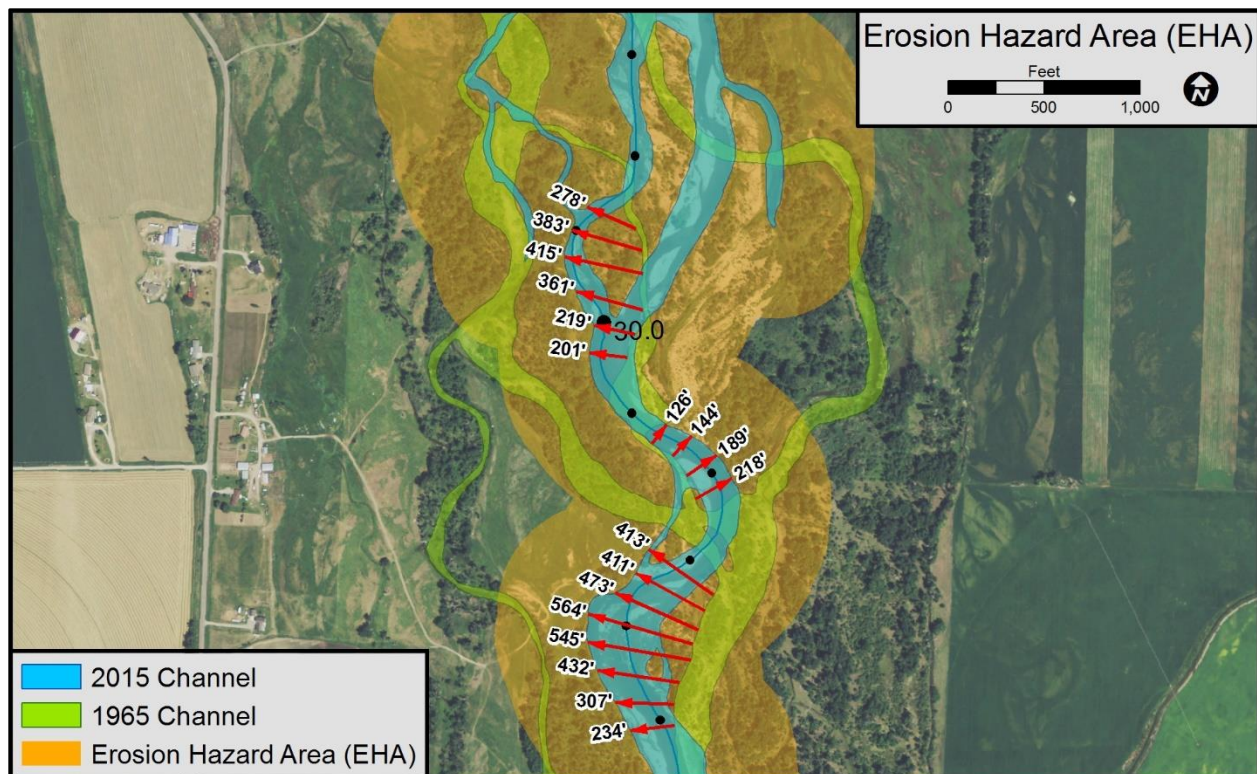 Erosion Hazard Area (EHA)
Feet
0 500 1,000
N
278'
383'
415'
361'
219'
30.0
201'
126'
144'
189'
218'
413'
411'
473'
564'
545'
432'
307'
234'
2015 Channel
1965 Channel
Erosion Hazard Area (EHA)